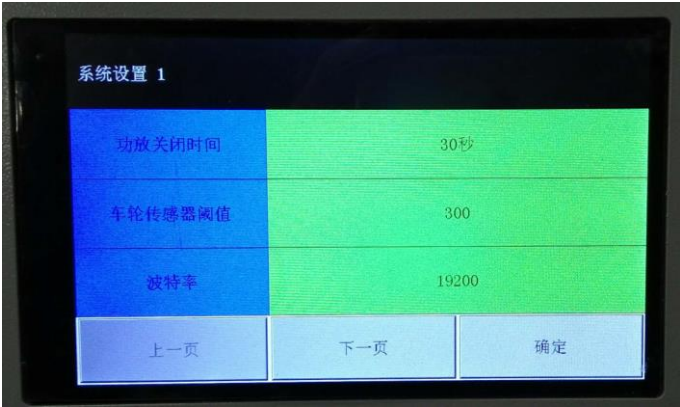 系统设置 1
功放关闭时间 30秒
车轮传感器阈值 300
波特率 19200
上一页 下一页 确定